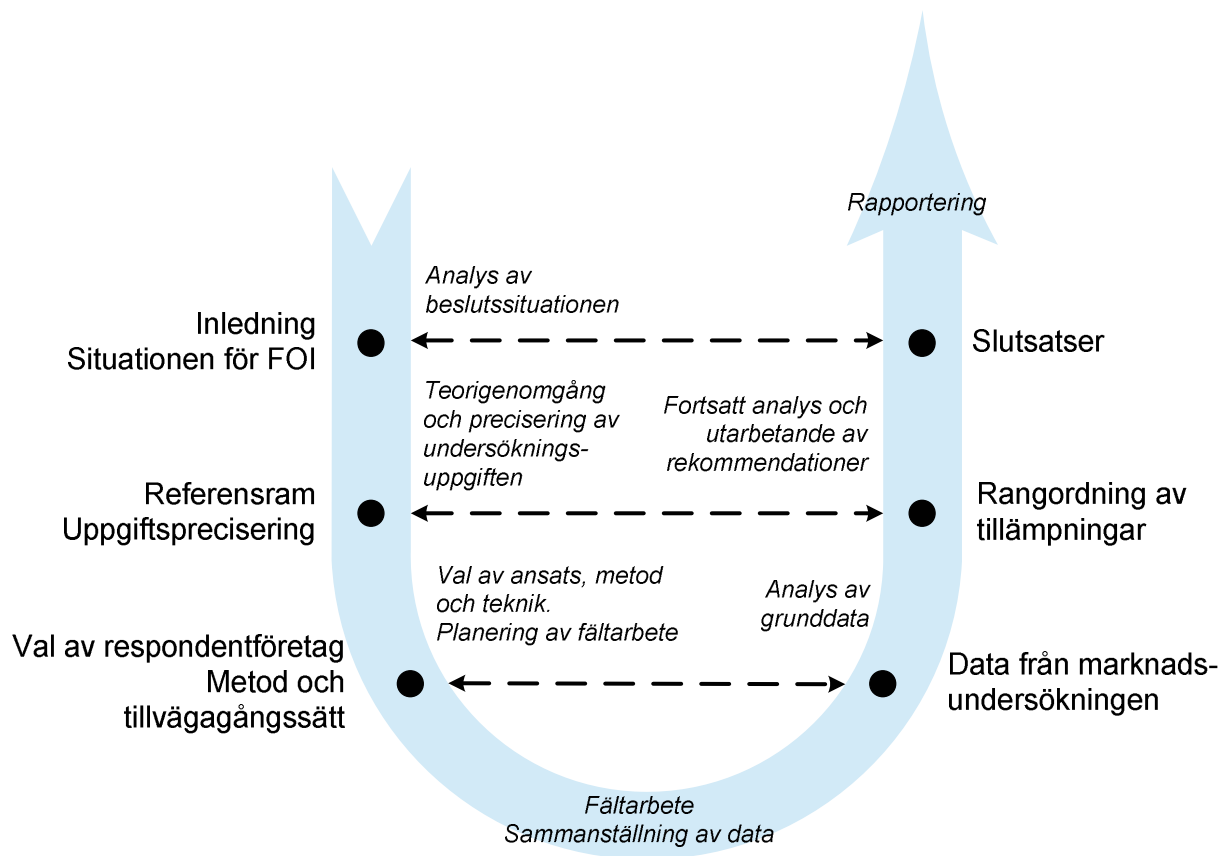 Rapportering
Analys av
beslutssituationen
Inledning
Situationen för FOI
Slutsatser
Teorigenomgång
och precisering av
undersöknings-
uppgiften
Fortsatt analys och
utarbetande av
rekommendationer
Referensram
Uppgiftsprecisering
Rangordning av
tillämpningar
Val av ansats, metod
och teknik.
Planering av fältarbete
Analys av
grunddata
Val av respondentföretag
Metod och
tillvägagångssätt
Data från marknads-
undersökningen
Fältarbete
Sammanställning av data